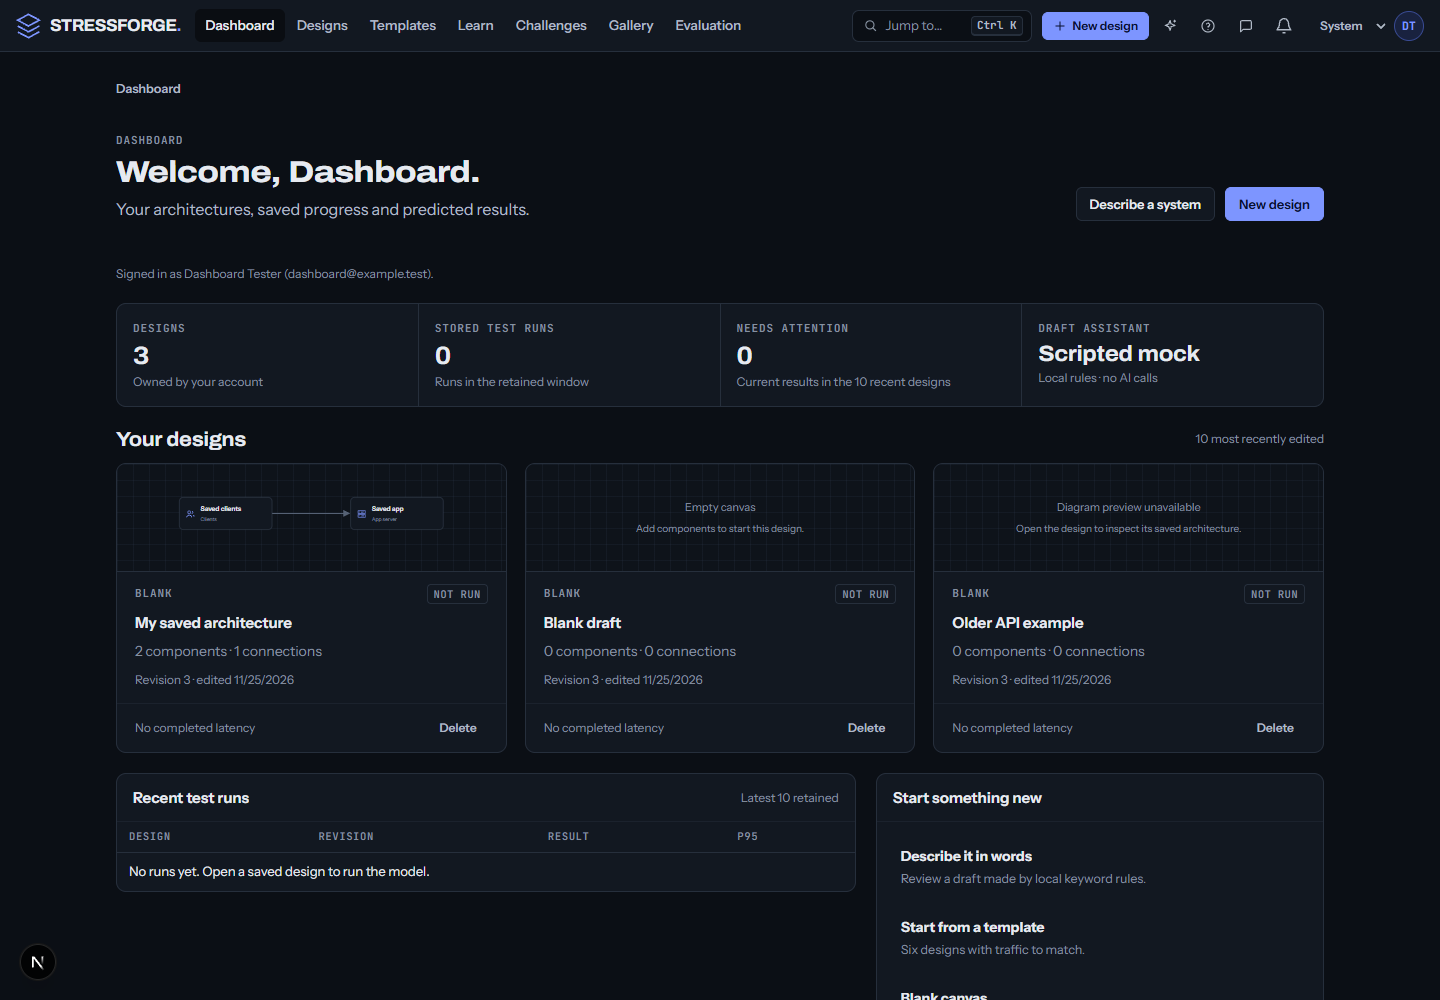 STRESSFORGE.
Dashboard
Designs
Templates
Learn
Challenges
Gallery
Evaluation
Jump to...
Ctrl K
New design
System
DT
Dashboard
DASHBOARD
Welcome, Dashboard.
Your architectures, saved progress and predicted results.
Describe a system
New design
Signed in as Dashboard Tester (dashboard@example.test).
DESIGNS
3
Owned by your account
STORED TEST RUNS
0
Runs in the retained window
NEEDS ATTENTION
0
Current results in the 10 recent designs
DRAFT ASSISTANT
Scripted mock
Local rules · no AI calls
Your designs
10 most recently edited
Saved clients
Clients
Saved app
App server
BLANK
NOT RUN
My saved architecture
2 components · 1 connections
Revision 3 · edited 11/25/2026
No completed latency
Delete
Empty canvas
Add components to start this design.
BLANK
NOT RUN
Blank draft
0 components · 0 connections
Revision 3 · edited 11/25/2026
No completed latency
Delete
Diagram preview unavailable
Open the design to inspect its saved architecture.
BLANK
NOT RUN
Older API example
0 components · 0 connections
Revision 3 · edited 11/25/2026
No completed latency
Delete
Recent test runs
Latest 10 retained
DESIGN
REVISION
RESULT
P95
No runs yet. Open a saved design to run the model.
Start something new
Describe it in words
Review a draft made by local keyword rules.
Start from a template
Six designs with traffic to match.
Blank canvas
N